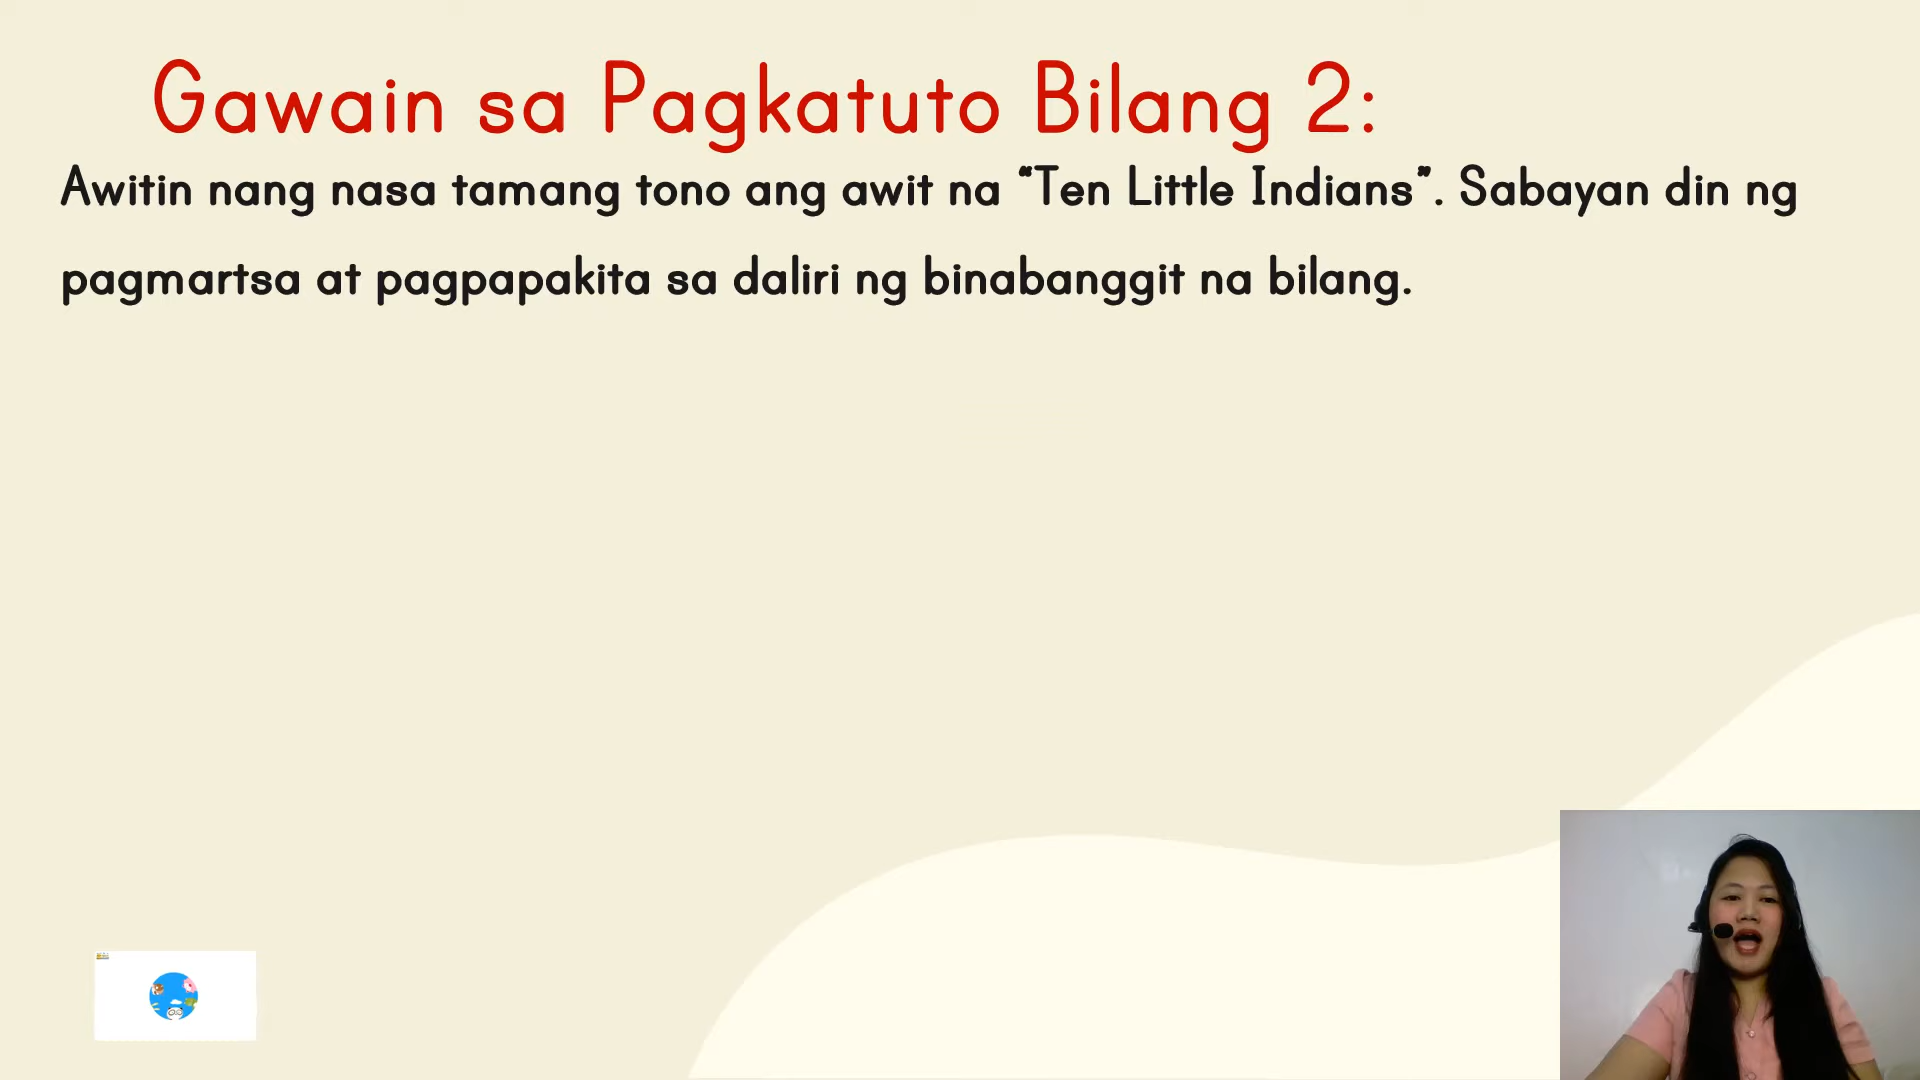 Gawain sa Pagkatuto Bilang 2:
Awitin nang nasa tamang tono ang awit na “Ten Little Indians”. Sabayan din ng
pagmartsa at pagpapakita sa daliri ng binabanggit na bilang.